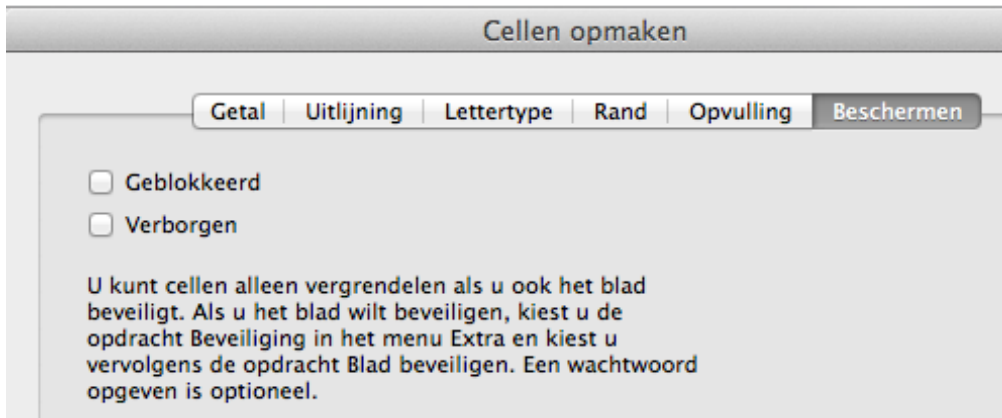 Cellen opmaken
Getal Uitlijning Lettertype Rand Opvulling Beschermen
Geblokkeerd
Verborgen
U kunt cellen alleen vergrendelen als u ook het blad
beveiligt. Als u het blad wilt beveiligen, kiest u de
opdracht Beveiliging in het menu Extra en kiest u
vervolgens de opdracht Blad beveiligen. Een wachtwoord
opgeven is optioneel.